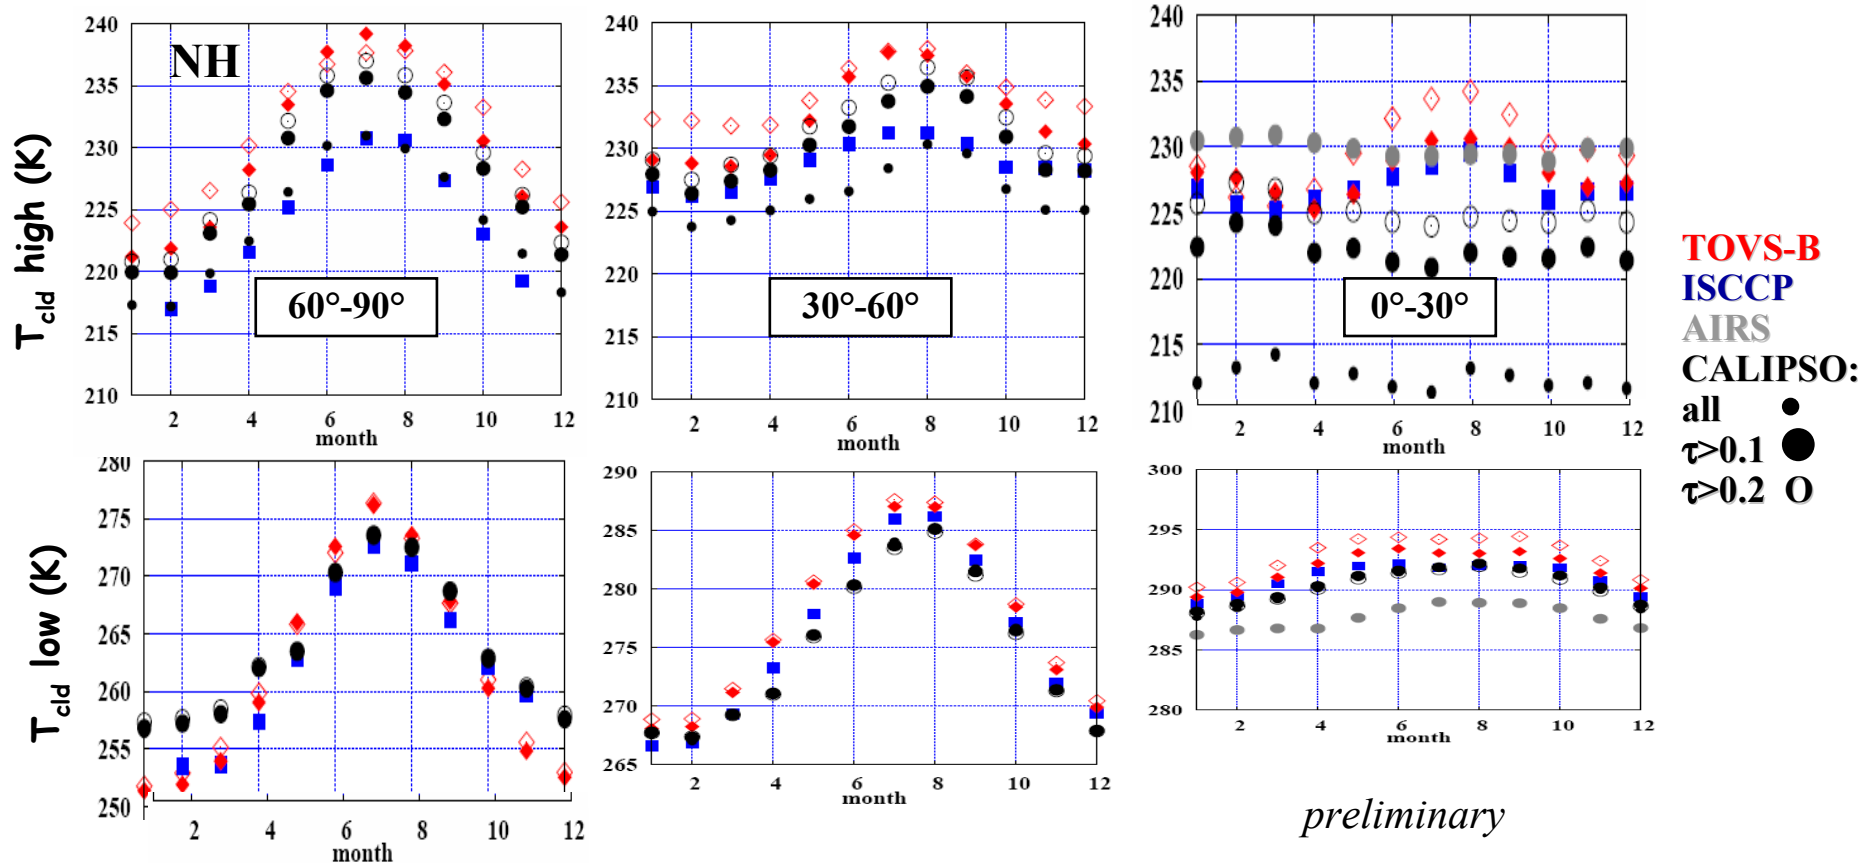 NH
T_cld high (K)
240
235
230
225
220
215
210
2 4 6 8 10 12
month
60°-90°
240
235
230
225
220
215
210
2 4 6 8 10 12
month
30°-60°
240
235
230
225
220
215
210
2 4 6 8 10 12
month
0°-30°
TOVS-B
ISCCP
AIRS
CALIPSO:
all
τ>0.1
τ>0.2 O
T_cld low (K)
280
275
270
265
260
255
250
2 4 6 8 10 12
month
290
285
280
275
270
265
2 4 6 8 10 12
month
300
295
290
285
280
2 4 6 8 10 12
month
preliminary